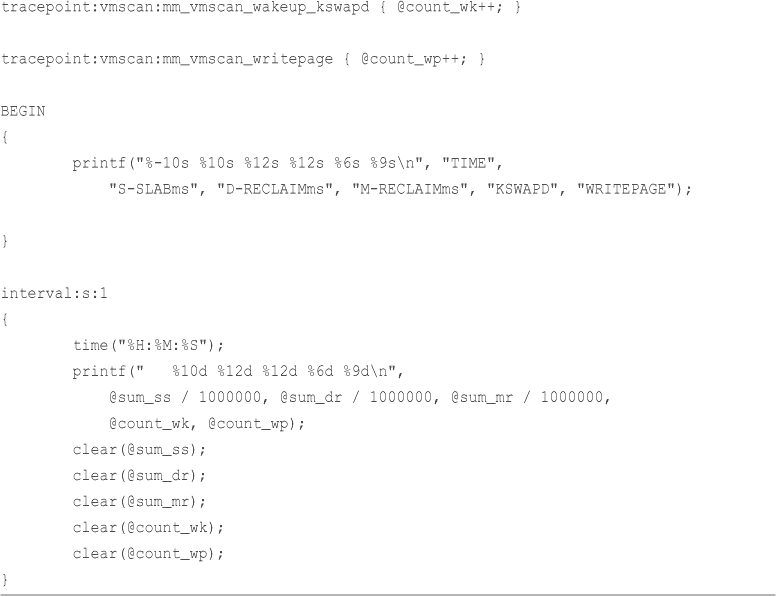 tracepoint:vmscan:mm_vmscan_wakeup_kswapd { @count_wk++; }
tracepoint:vmscan:mm_vmscan_writepage { @count_wp++; }
BEGIN
{
        printf("%-10s %10s %12s %12s %6s %9s\n", "TIME",
            "S-SLABms", "D-RECLAIMms", "M-RECLAIMms", "KSWAPD", "WRITEPAGE");
}
interval:s:1
{
        time("%H:%M:%S");
        printf("   %10d %12d %12d %6d %9d\n",
            @sum_ss / 1000000, @sum_dr / 1000000, @sum_mr / 1000000,
            @count_wk, @count_wp);
        clear(@sum_ss);
        clear(@sum_dr);
        clear(@sum_mr);
        clear(@count_wk);
        clear(@count_wp);
}